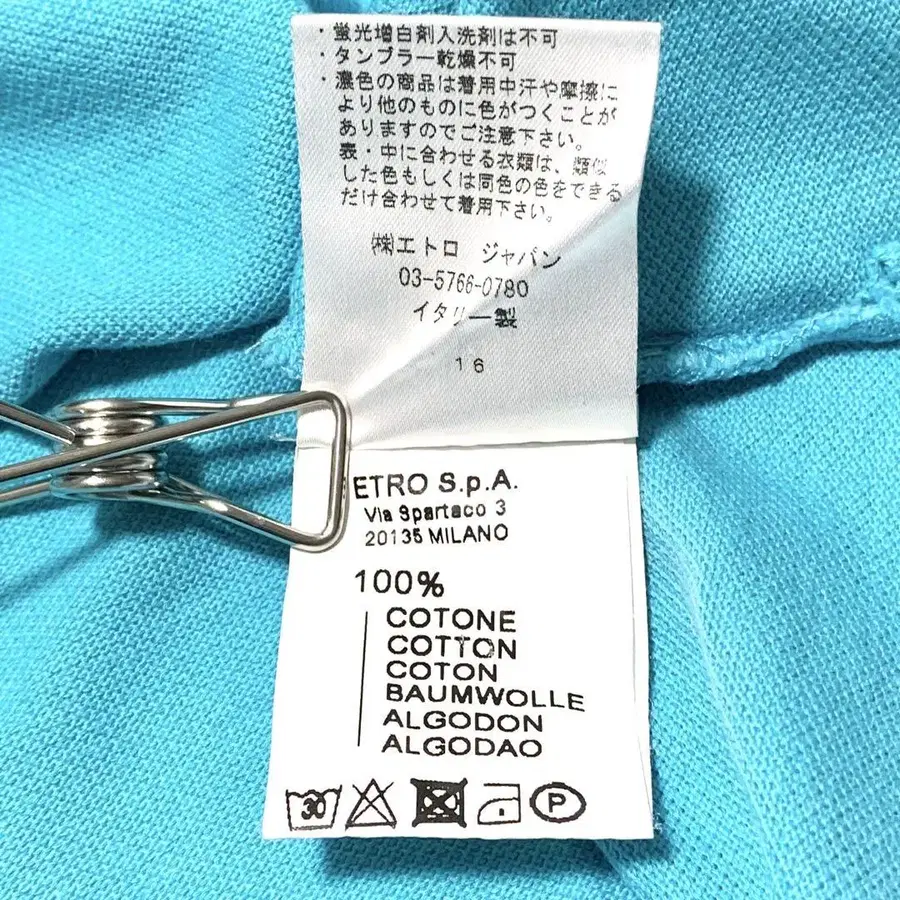 ・蛍光増白剤入洗剤は不可
・タンブラー乾燥不可
・濃色の商品は着用中汗や摩擦に
より他のものに色がつくことが
ありますのでご注意下さい。
表・中に合わせる衣類は、類似
した色もしくは同色の色をできる
だけ合わせて着用下さい。
㈱エトロ ジャパン
03-5766-0780
イタリー製
16
ETRO S.p.A.
Via Spartaco 3
20135 MILANO
100%
COTONE
COTTON
COTON
BAUMWOLLE
ALGODON
ALGODAO
30 P